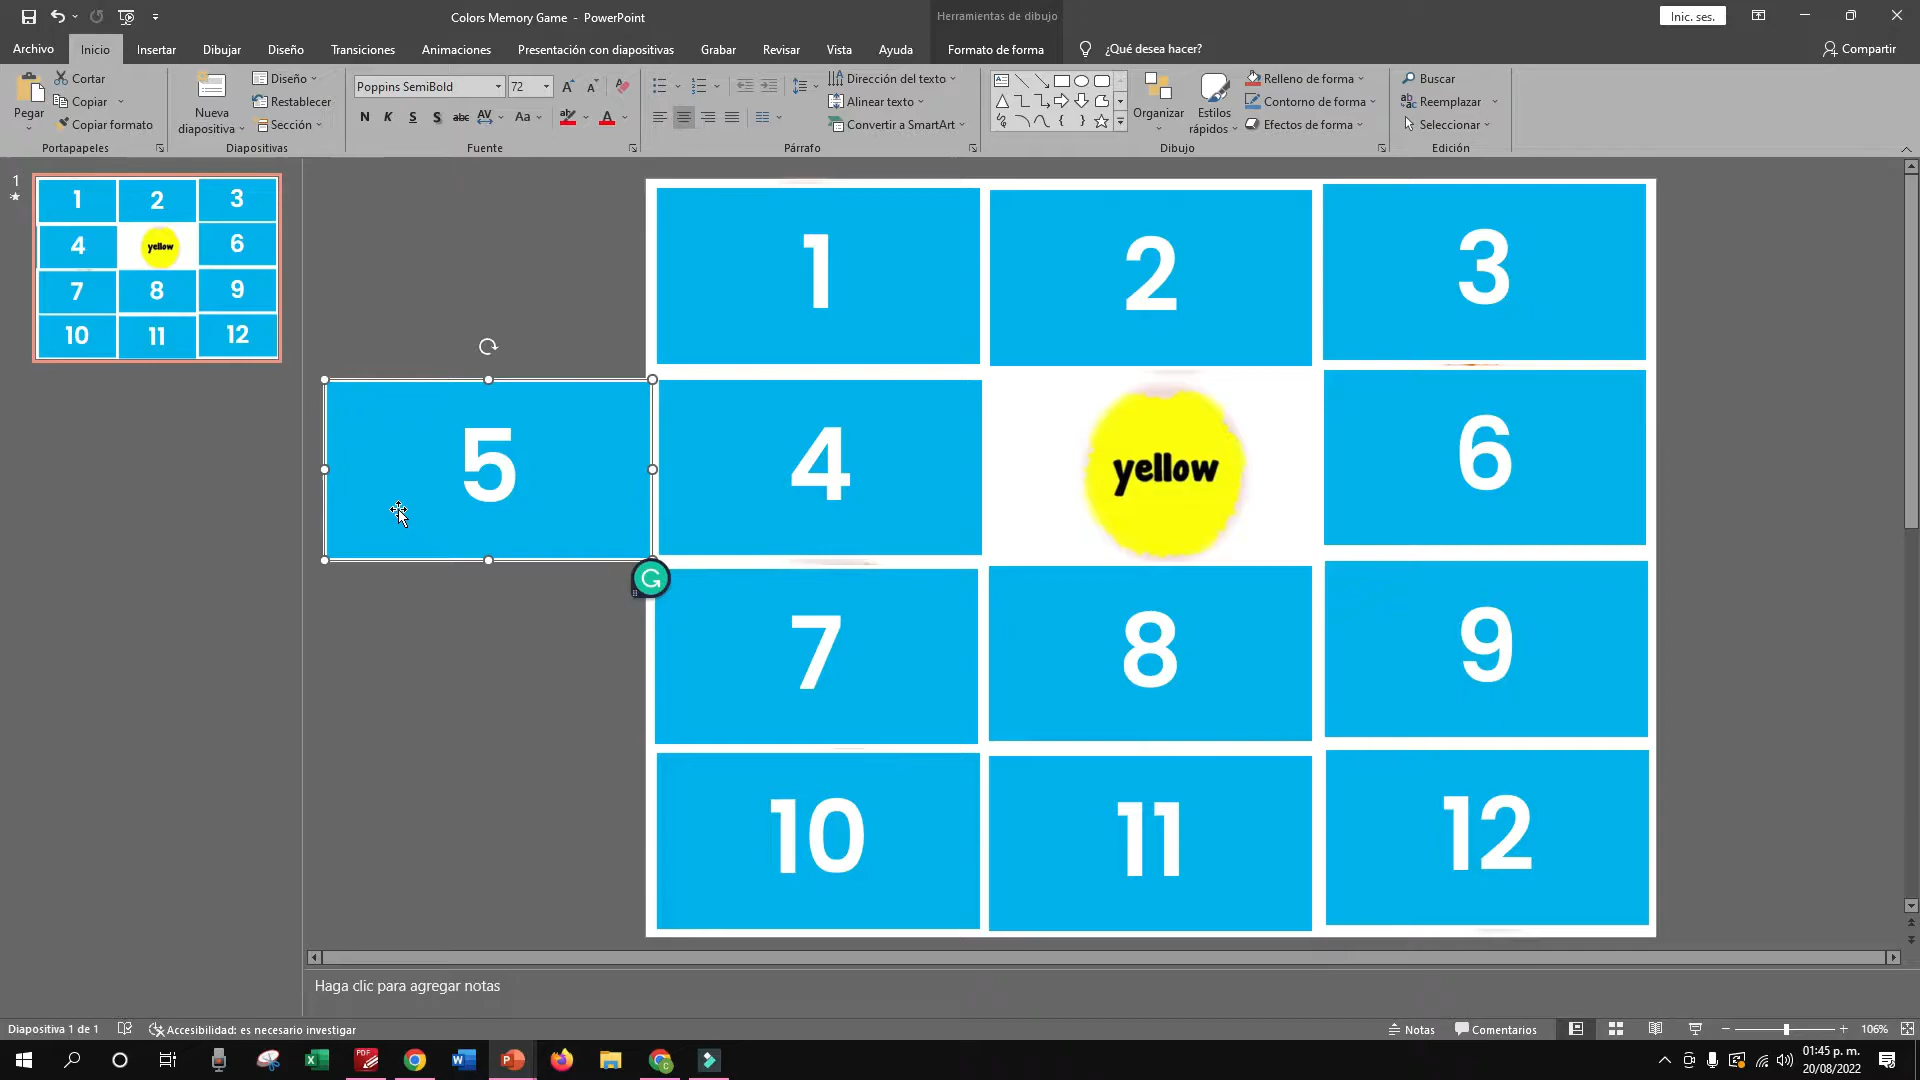 Colors Memory Game - PowerPoint
Herramientas de dibujo
Inic. ses.
Archivo Inicio Insertar Dibujar Diseño Transiciones Animaciones Presentación con diapositivas Grabar Revisar Vista Ayuda Formato de forma ¿Qué desea hacer? Compartir
Pegar
Cortar
Copiar
Copiar formato
Portapapeles
Nueva diapositiva
Diseño
Restablecer
Sección
Diapositivas
Poppins SemiBold 72
N K S S abc AV Aa A
Fuente
Dirección del texto
Alinear texto
Convertir a SmartArt
Párrafo
Organizar
Estilos rápidos
Relleno de forma
Contorno de forma
Efectos de forma
Dibujo
Buscar
Reemplazar
Seleccionar
Edición
1
1 2 3
4 yellow 6
7 8 9
10 11 12
1 2 3
5 4 yellow 6
7 8 9
10 11 12
Haga clic para agregar notas
Diapositiva 1 de 1 Accesibilidad: es necesario investigar Notas Comentarios 106%
01:45 p. m.
20/08/2022